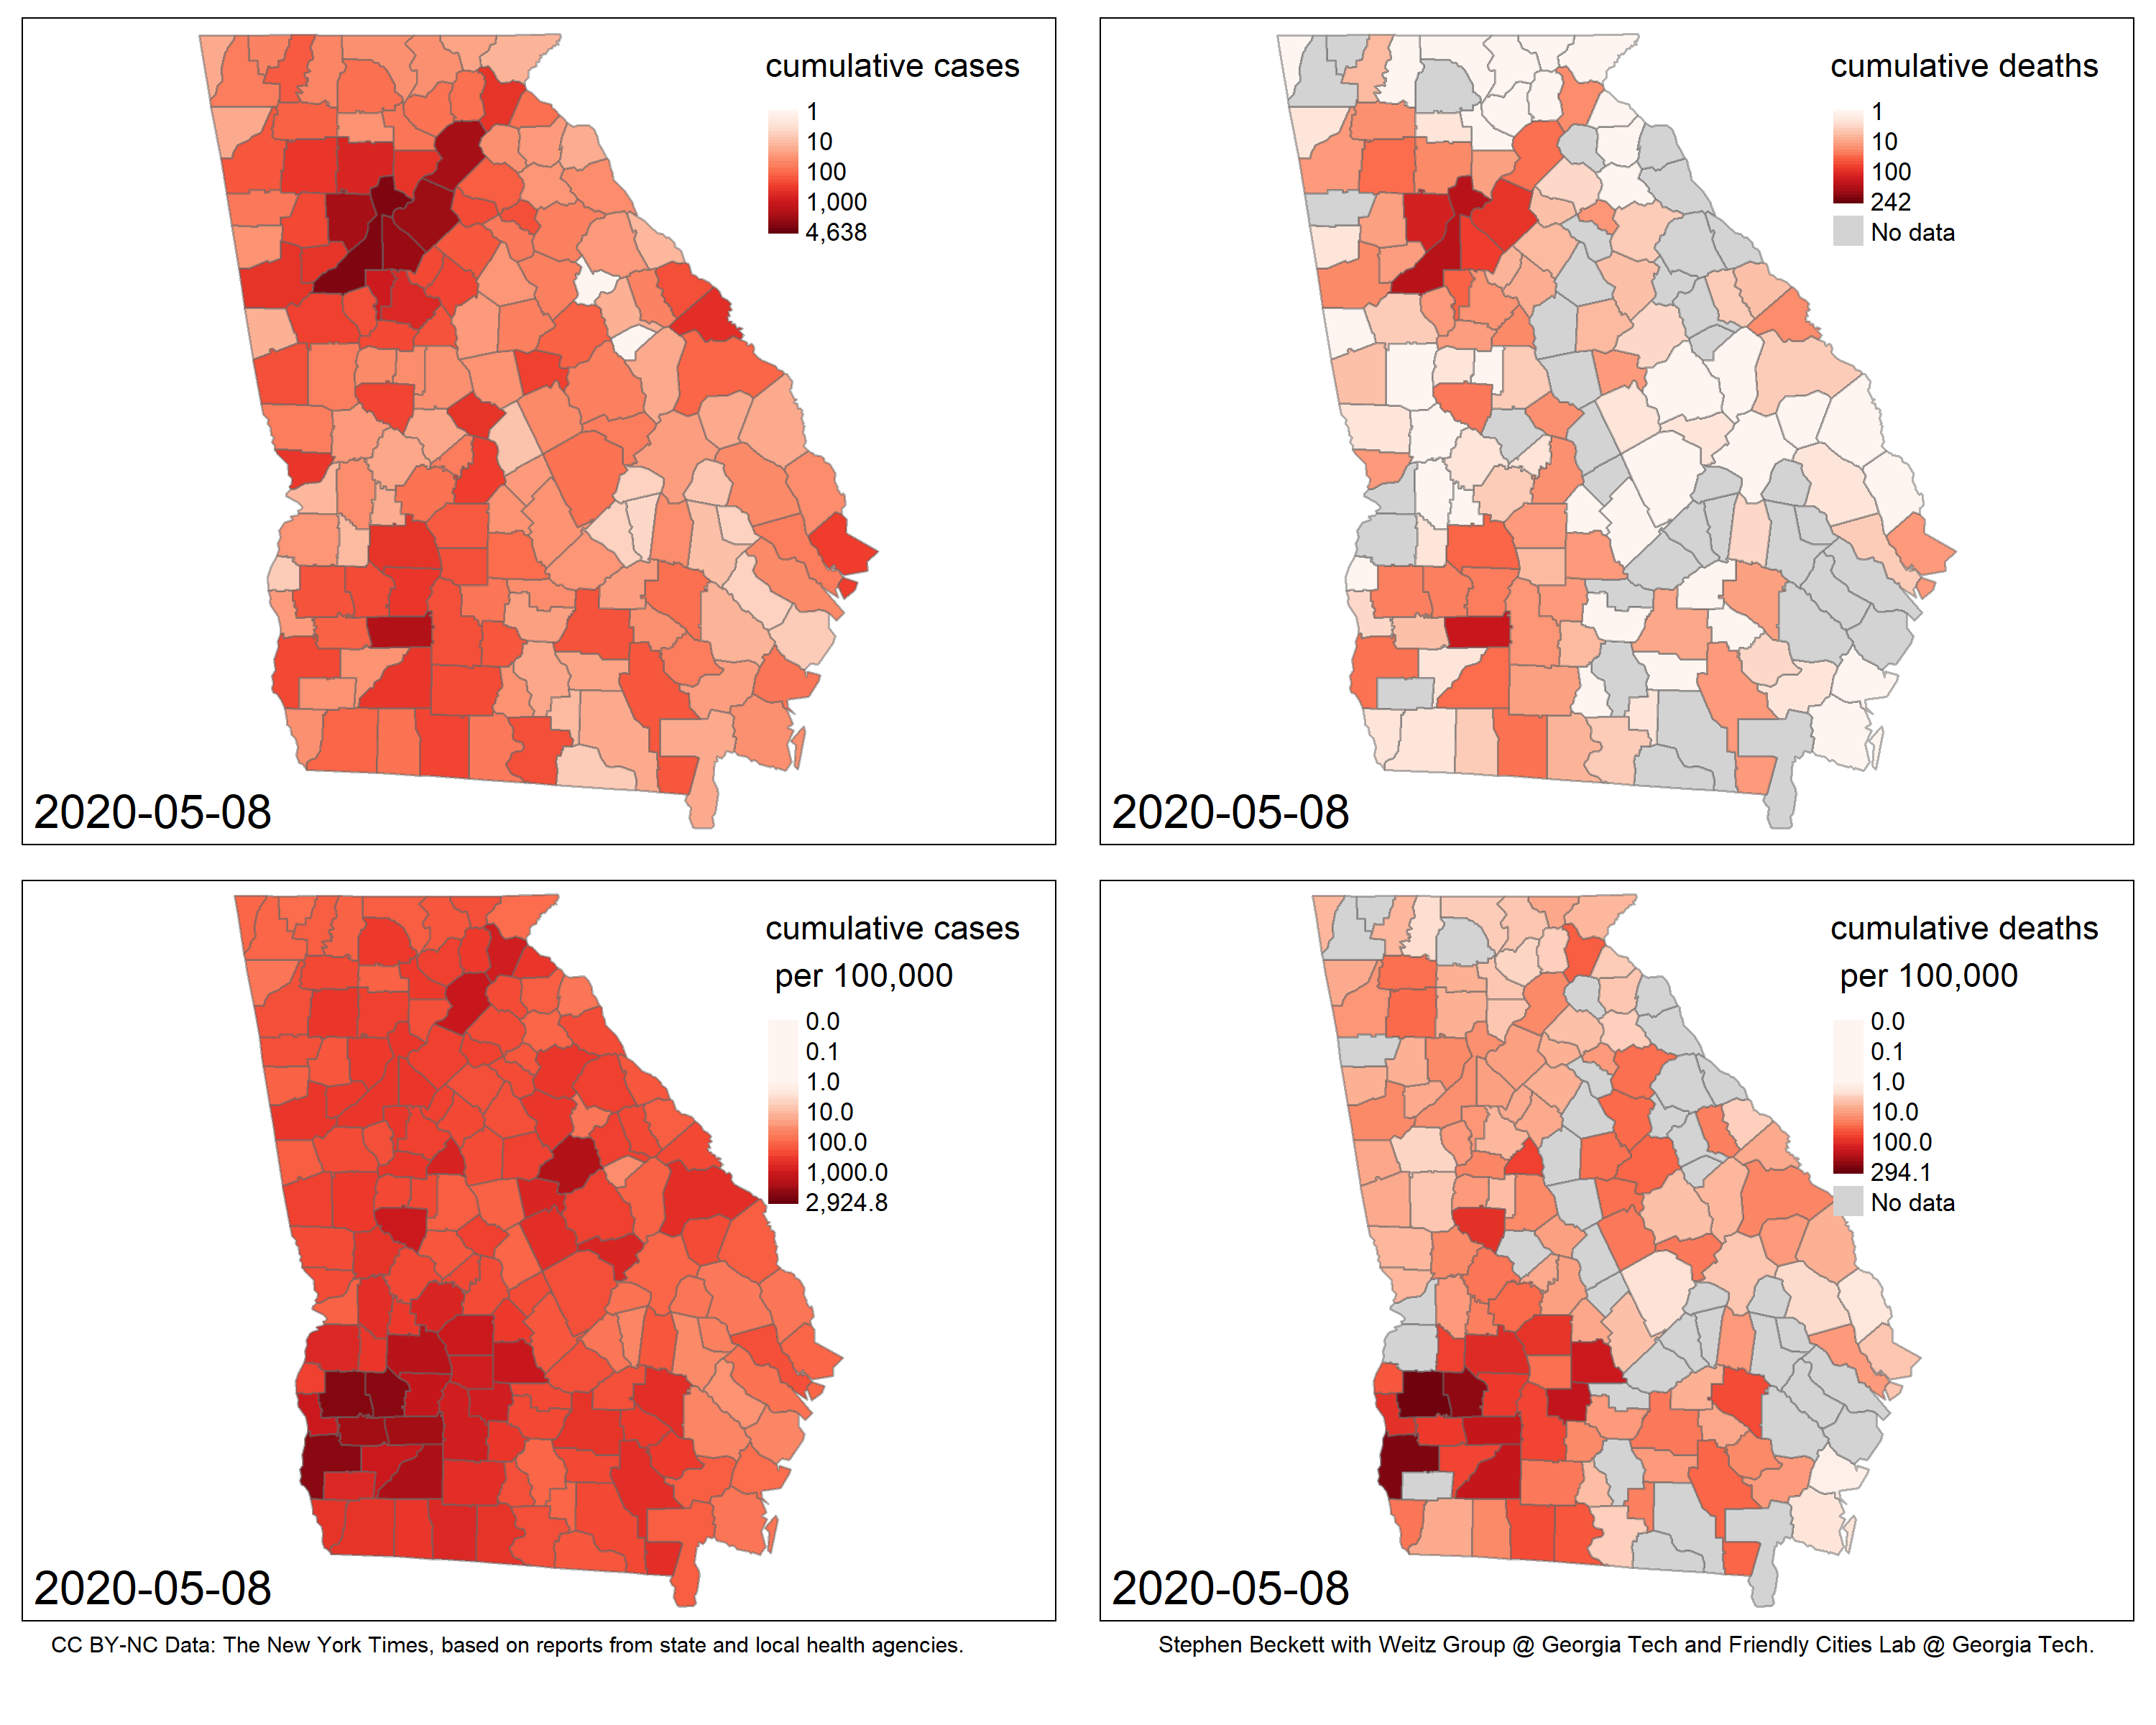 cumulative cases
1
10
100
1,000
4,638
2020-05-08
cumulative deaths
1
10
100
242
No data
2020-05-08
cumulative cases
per 100,000
0.0
0.1
1.0
10.0
100.0
1,000.0
2,924.8
2020-05-08
cumulative deaths
per 100,000
0.0
0.1
1.0
10.0
100.0
294.1
No data
2020-05-08
CC BY-NC Data: The New York Times, based on reports from state and local health agencies.
Stephen Beckett with Weitz Group @ Georgia Tech and Friendly Cities Lab @ Georgia Tech.